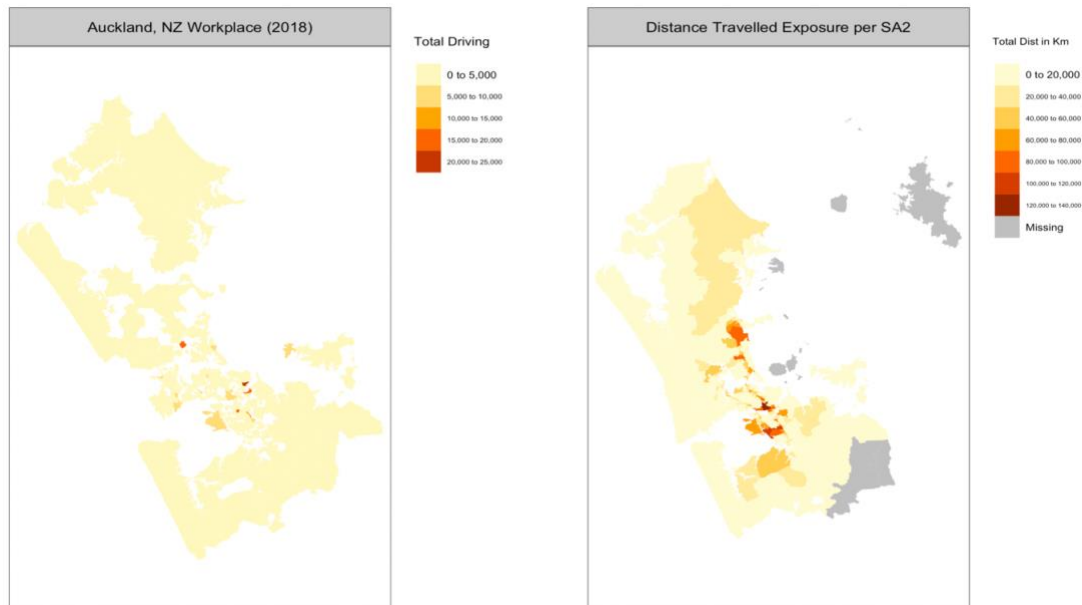 Auckland, NZ Workplace (2018)
Total Driving
0 to 5,000
5,000 to 10,000
10,000 to 15,000
15,000 to 20,000
20,000 to 25,000
Distance Travelled Exposure per SA2
Total Dist in Km
0 to 20,000
20,000 to 40,000
40,000 to 60,000
60,000 to 80,000
80,000 to 100,000
100,000 to 120,000
120,000 to 140,000
Missing